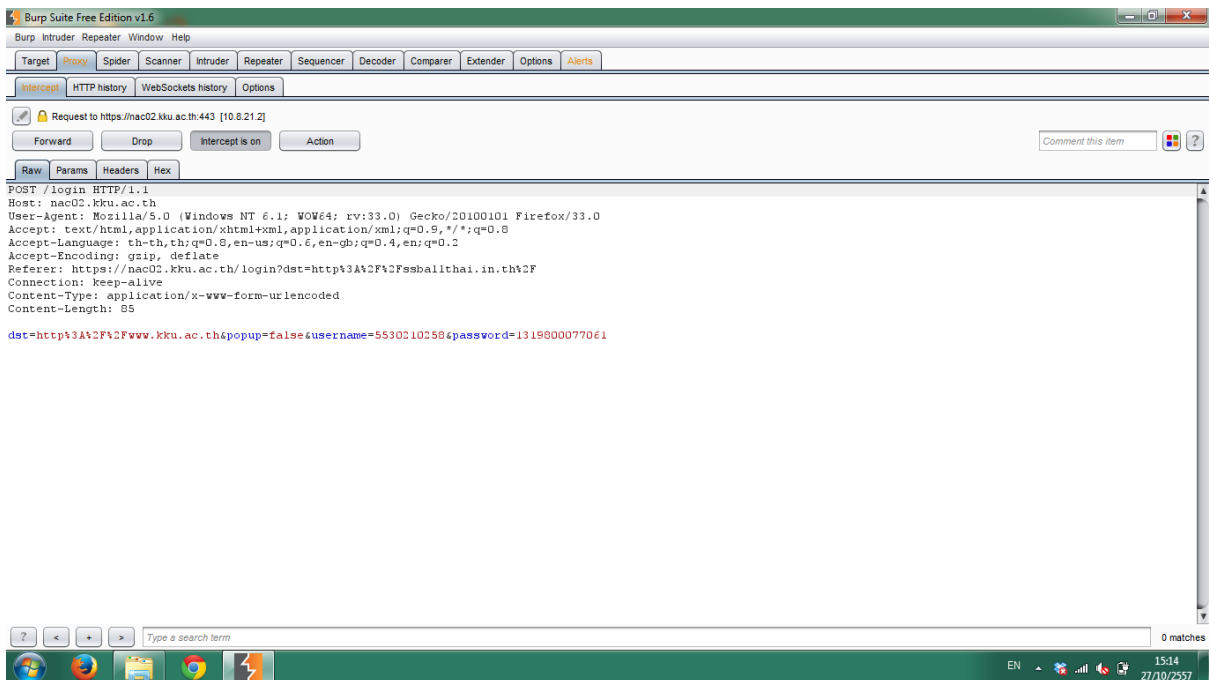 Burp Suite Free Edition v1.6
Burp Intruder Repeater Window Help
Target Proxy Spider Scanner Intruder Repeater Sequencer Decoder Comparer Extender Options Alerts
Intercept HTTP history WebSockets history Options
Request to https://nac02.kku.ac.th:443 [10.8.21.2]
Forward Drop Intercept is on Action Comment this item ?
Raw Params Headers Hex
POST /login HTTP/1.1
Host: nac02.kku.ac.th
User-Agent: Mozilla/5.0 (Windows NT 6.1; WOW64; rv:33.0) Gecko/20100101 Firefox/33.0
Accept: text/html,application/xhtml+xml,application/xml;q=0.9,*/*;q=0.8
Accept-Language: th-th,th;q=0.8,en-us;q=0.6,en-gb;q=0.4,en;q=0.2
Accept-Encoding: gzip, deflate
Referer: https://nac02.kku.ac.th/login?dst=http%3A%2F%2Fssballthai.in.th%2F
Connection: keep-alive
Content-Type: application/x-www-form-urlencoded
Content-Length: 85
dst=http%3A%2F%2Fwww.kku.ac.th&popup=false&username=5530210258&password=1319800077061
? < + > Type a search term 0 matches
EN 15:14
27/10/2557